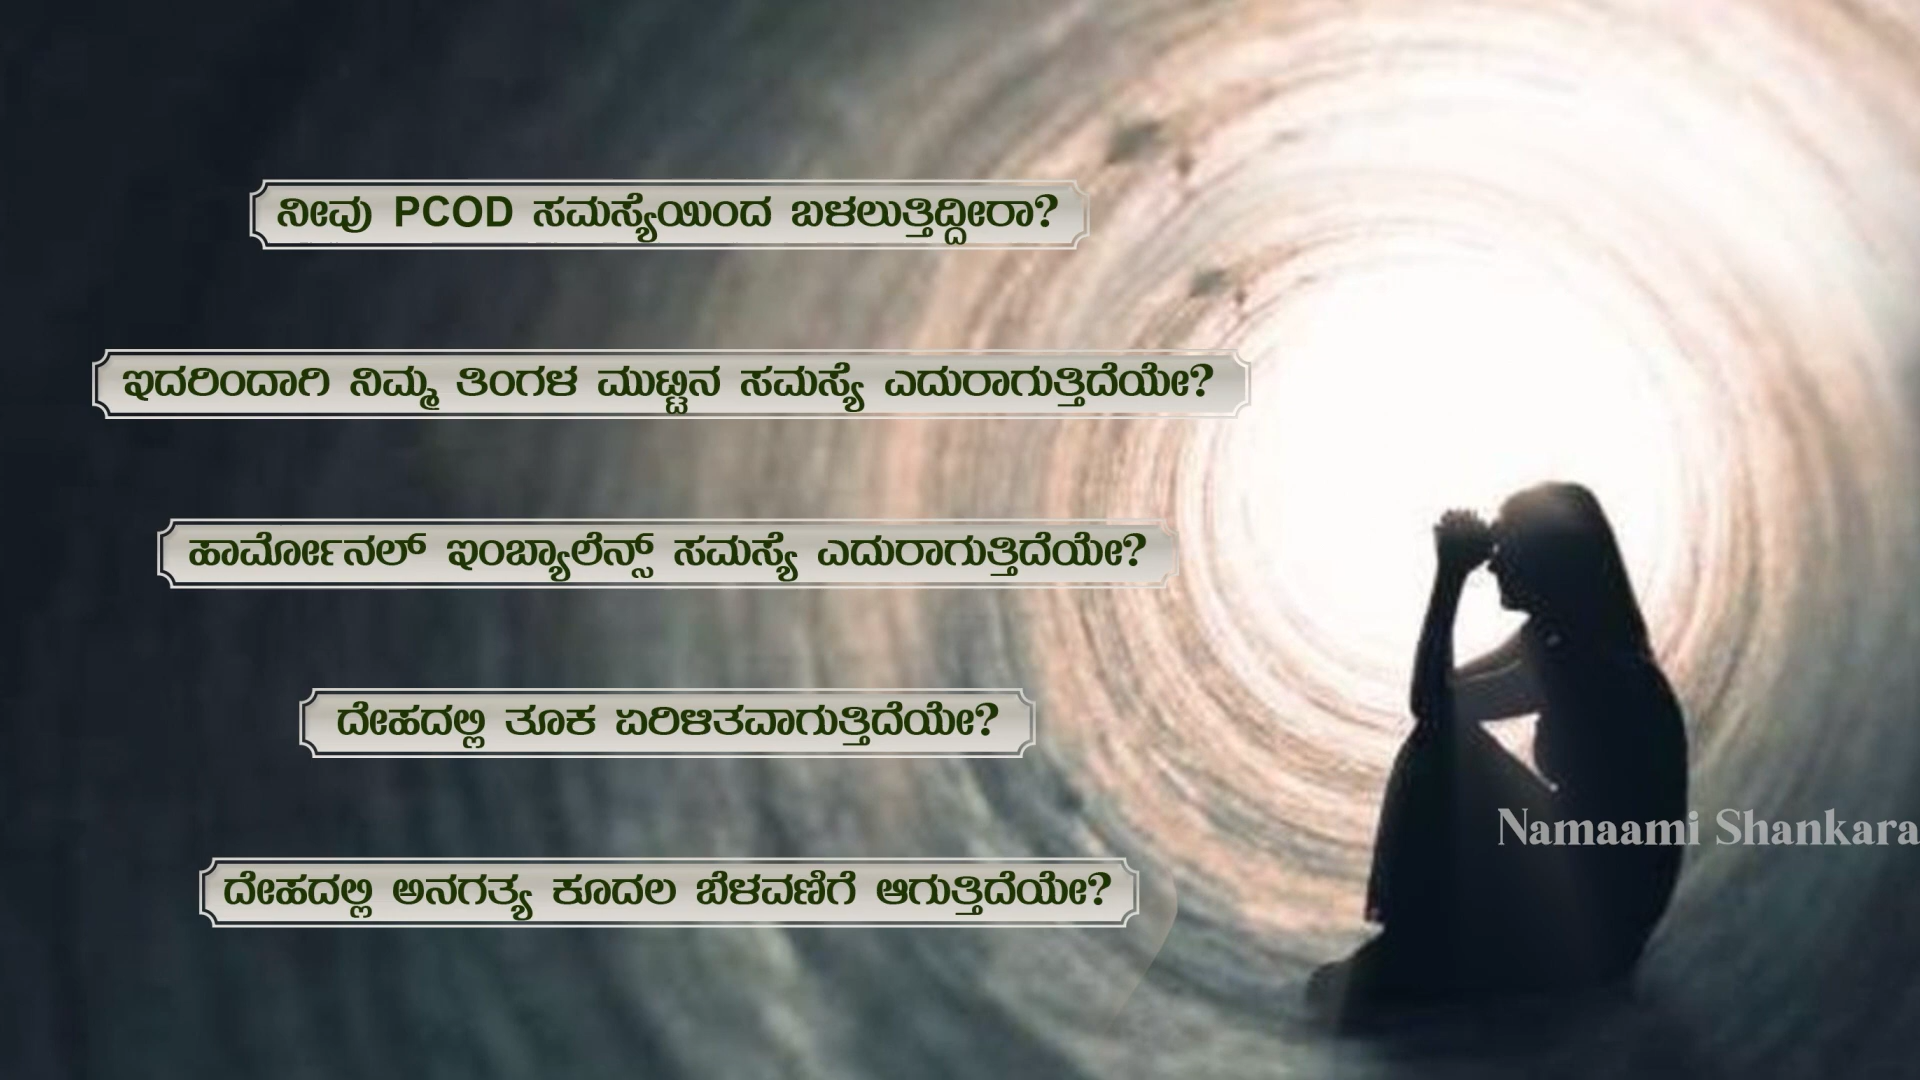 ನೀವು PCOD ಸಮಸ್ಯೆಯಿಂದ ಬಳಲುತ್ತಿದ್ದೀರಾ?
ಇದರಿಂದಾಗಿ ನಿಮ್ಮ ತಿಂಗಳ ಮುಟ್ಟಿನ ಸಮಸ್ಯೆ ಎದುರಾಗುತ್ತಿದೆಯೇ?
ಹಾರ್ಮೋನಲ್ ಇಂಬ್ಯಾಲೆನ್ಸ್ ಸಮಸ್ಯೆ ಎದುರಾಗುತ್ತಿದೆಯೇ?
ದೇಹದಲ್ಲಿ ತೂಕ ಏರಿಳಿತವಾಗುತ್ತಿದೆಯೇ?
ದೇಹದಲ್ಲಿ ಅನಗತ್ಯ ಕೂದಲ ಬೆಳವಣಿಗೆ ಆಗುತ್ತಿದೆಯೇ?
Namaami Shankara